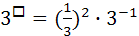 3^□ = (1/3)^2 · 3^-1